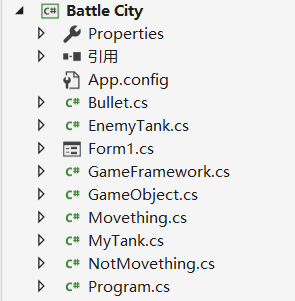 Battle City
Properties
引用
App.config
C# Bullet.cs
C# EnemyTank.cs
Form1.cs
C# GameFramework.cs
C# GameObject.cs
C# Movething.cs
C# MyTank.cs
C# NotMovething.cs
C# Program.cs